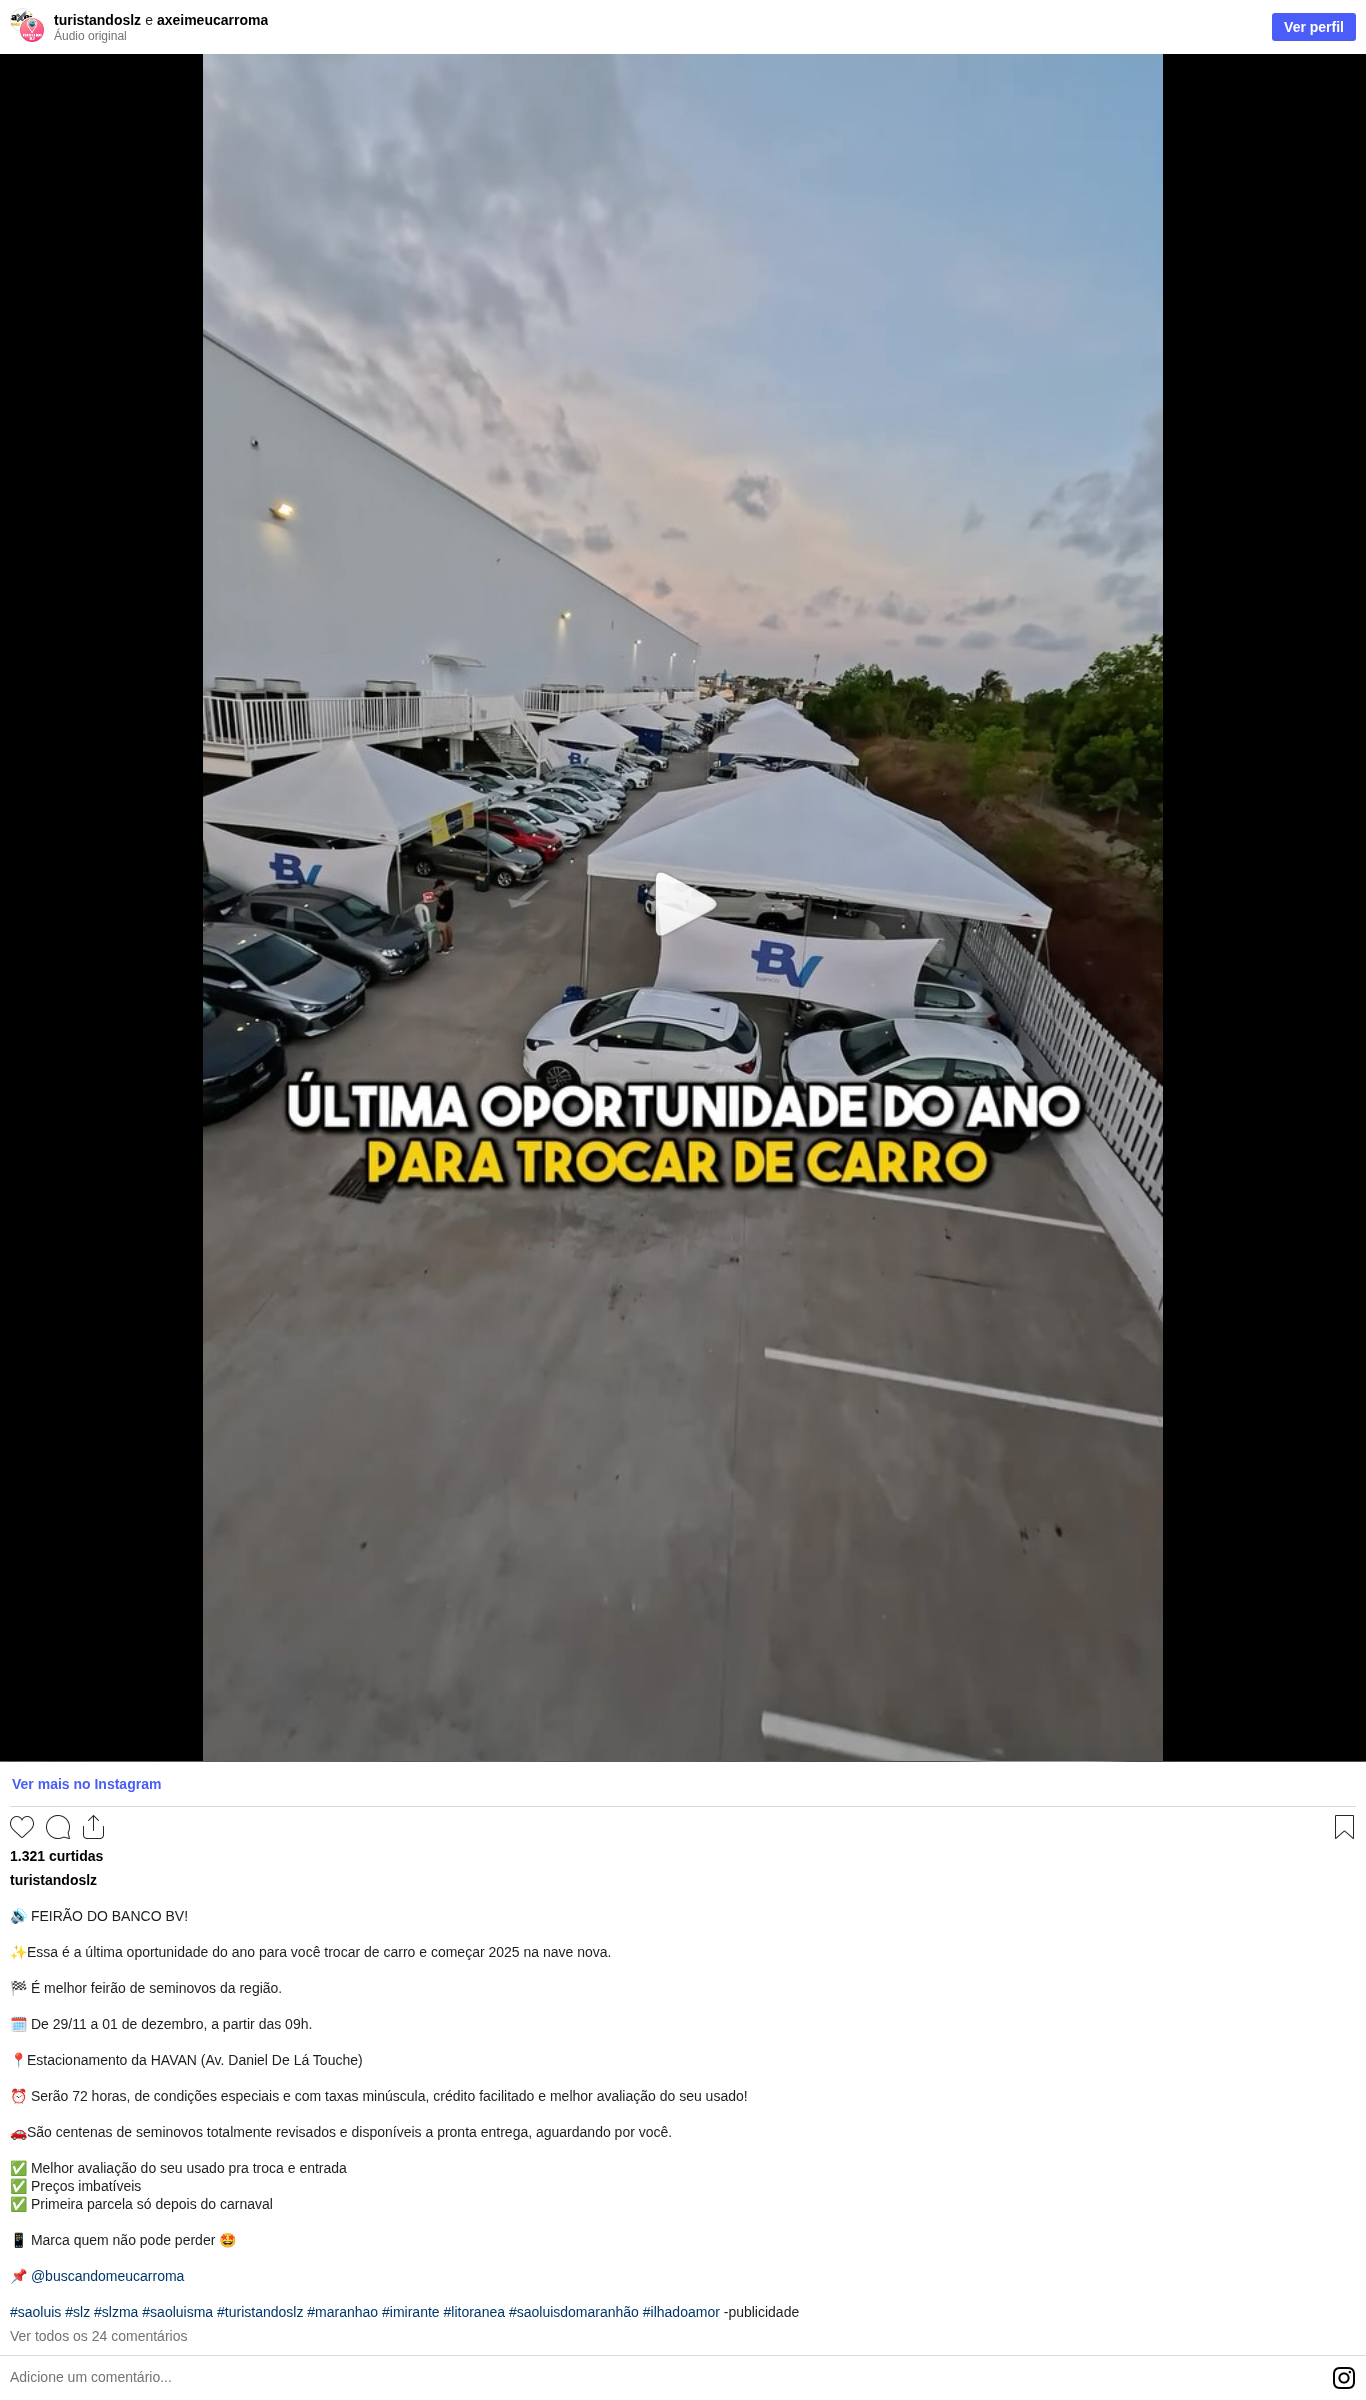 turistandoslz e axeimeucarroma
Áudio original
Ver perfil
BV
BV
BV
banco
ÚLTIMA OPORTUNIDADE DO ANO
PARA TROCAR DE CARRO
Ver mais no Instagram
1.321 curtidas
turistandoslz
🔊 FEIRÃO DO BANCO BV!
✨Essa é a última oportunidade do ano para você trocar de carro e começar 2025 na nave nova.
🏁 É melhor feirão de seminovos da região.
🗓️ De 29/11 a 01 de dezembro, a partir das 09h.
📍Estacionamento da HAVAN (Av. Daniel De Lá Touche)
⏰ Serão 72 horas, de condições especiais e com taxas minúscula, crédito facilitado e melhor avaliação do seu usado!
🚗São centenas de seminovos totalmente revisados e disponíveis a pronta entrega, aguardando por você.
✅ Melhor avaliação do seu usado pra troca e entrada
✅ Preços imbatíveis
✅ Primeira parcela só depois do carnaval
📱 Marca quem não pode perder 🤩
📌 @buscandomeucarroma
#saoluis #slz #slzma #saoluisma #turistandoslz #maranhao #imirante #litoranea #saoluisdomaranhão #ilhadoamor -publicidade
Ver todos os 24 comentários
Adicione um comentário...